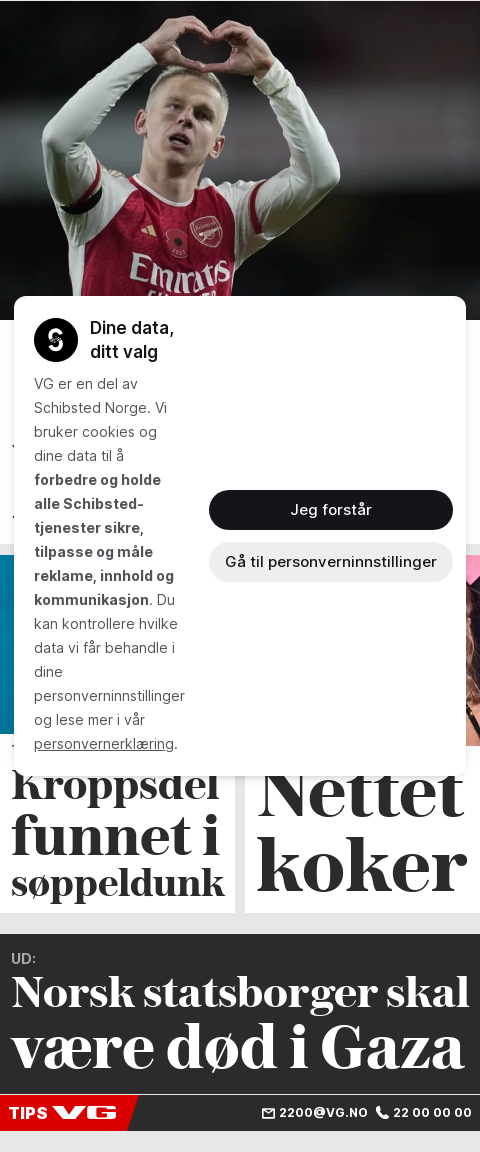 Arsenal
Emirates
Dine data,
ditt valg
VG er en del av
Schibsted Norge. Vi
bruker cookies og
dine data til å
forbedre og holde
alle Schibsted-
tjenester sikre,
tilpasse og måle
reklame, innhold og
kommunikasjon. Du
kan kontrollere hvilke
data vi får behandle i
dine
personverninnstillinger
og lese mer i vår
personvernerklæring.
Jeg forstår
Gå til personverninnstillinger
Kroppsdel
funnet i
søppeldunk
Nettet
koker
UD:
Norsk statsborger skal
være død i Gaza
TIPS VG
2200@VG.NO 22 00 00 00